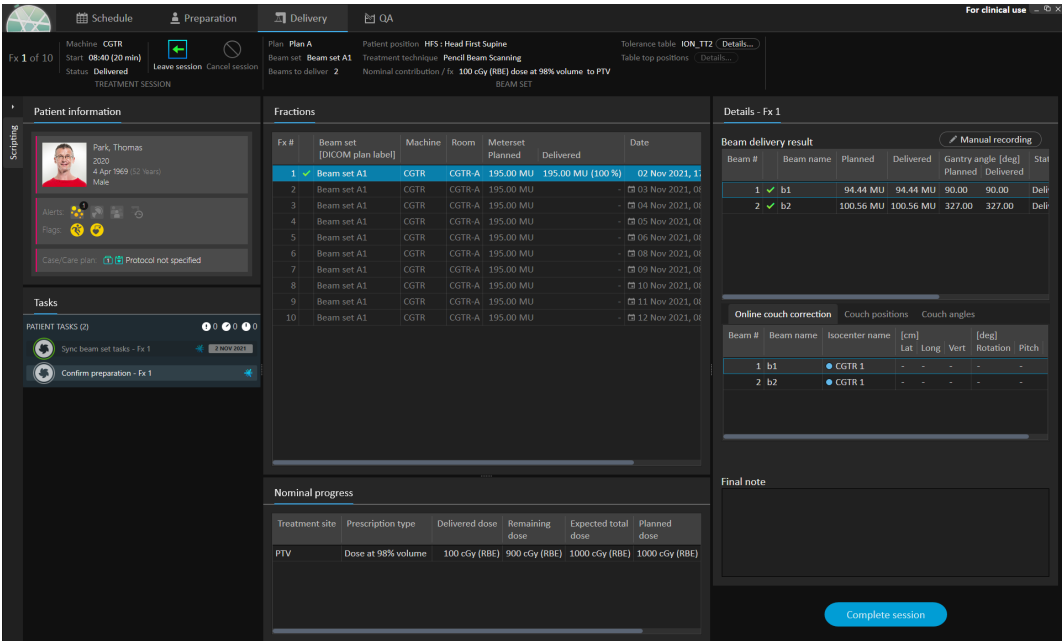 Schedule Preparation Delivery QA For clinical use
Fx 1 of 10
Machine CGTR
Start 08:40 (20 min)
Status Delivered
Leave session Cancel session
TREATMENT SESSION
Plan Plan A Patient position HFS : Head First Supine Tolerance table ION_TT2 Details...
Beam set Beam set A1 Treatment technique Pencil Beam Scanning Table top positions Details...
Beams to deliver 2 Nominal contribution / fx 100 cGy (RBE) dose at 98% volume to PTV
BEAM SET
Scripting
Patient information
Park, Thomas
2020
4 Apr 1969 (52 Years)
Male
Alerts: 1
Flags:
Case/Care plan: Protocol not specified
Tasks
PATIENT TASKS (2) 0 0 0
Sync beam set tasks - Fx 1 2 NOV 2021
Confirm preparation - Fx 1
Fractions
Fx # Beam set [DICOM plan label] Machine Room Meterset Planned Delivered Date
1 Beam set A1 CGTR CGTR-A 195.00 MU 195.00 MU (100 %) 02 Nov 2021, 17
2 Beam set A1 CGTR CGTR-A 195.00 MU - 03 Nov 2021, 08
3 Beam set A1 CGTR CGTR-A 195.00 MU - 04 Nov 2021, 08
4 Beam set A1 CGTR CGTR-A 195.00 MU - 05 Nov 2021, 08
5 Beam set A1 CGTR CGTR-A 195.00 MU - 06 Nov 2021, 08
6 Beam set A1 CGTR CGTR-A 195.00 MU - 08 Nov 2021, 08
7 Beam set A1 CGTR CGTR-A 195.00 MU - 09 Nov 2021, 08
8 Beam set A1 CGTR CGTR-A 195.00 MU - 10 Nov 2021, 08
9 Beam set A1 CGTR CGTR-A 195.00 MU - 11 Nov 2021, 08
10 Beam set A1 CGTR CGTR-A 195.00 MU - 12 Nov 2021, 08
Nominal progress
Treatment site Prescription type Delivered dose Remaining dose Expected total dose Planned dose
PTV Dose at 98% volume 100 cGy (RBE) 900 cGy (RBE) 1000 cGy (RBE) 1000 cGy (RBE)
Details - Fx 1
Beam delivery result Manual recording
Beam # Beam name Planned Delivered Gantry angle [deg] Stat
Planned Delivered
1 b1 94.44 MU 94.44 MU 90.00 90.00 Deli
2 b2 100.56 MU 100.56 MU 327.00 327.00 Deli
Online couch correction Couch positions Couch angles
Beam # Beam name Isocenter name [cm] [deg]
Lat Long Vert Rotation Pitch
1 b1 CGTR 1 - - - - -
2 b2 CGTR 1 - - - - -
Final note
Complete session